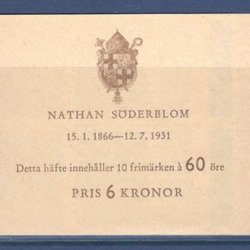 NATHAN SÖDERBLOM
15. 1. 1866—12. 7. 1931
Detta häfte innehåller 10 frimärken à 60 öre
PRIS 6 KRONOR